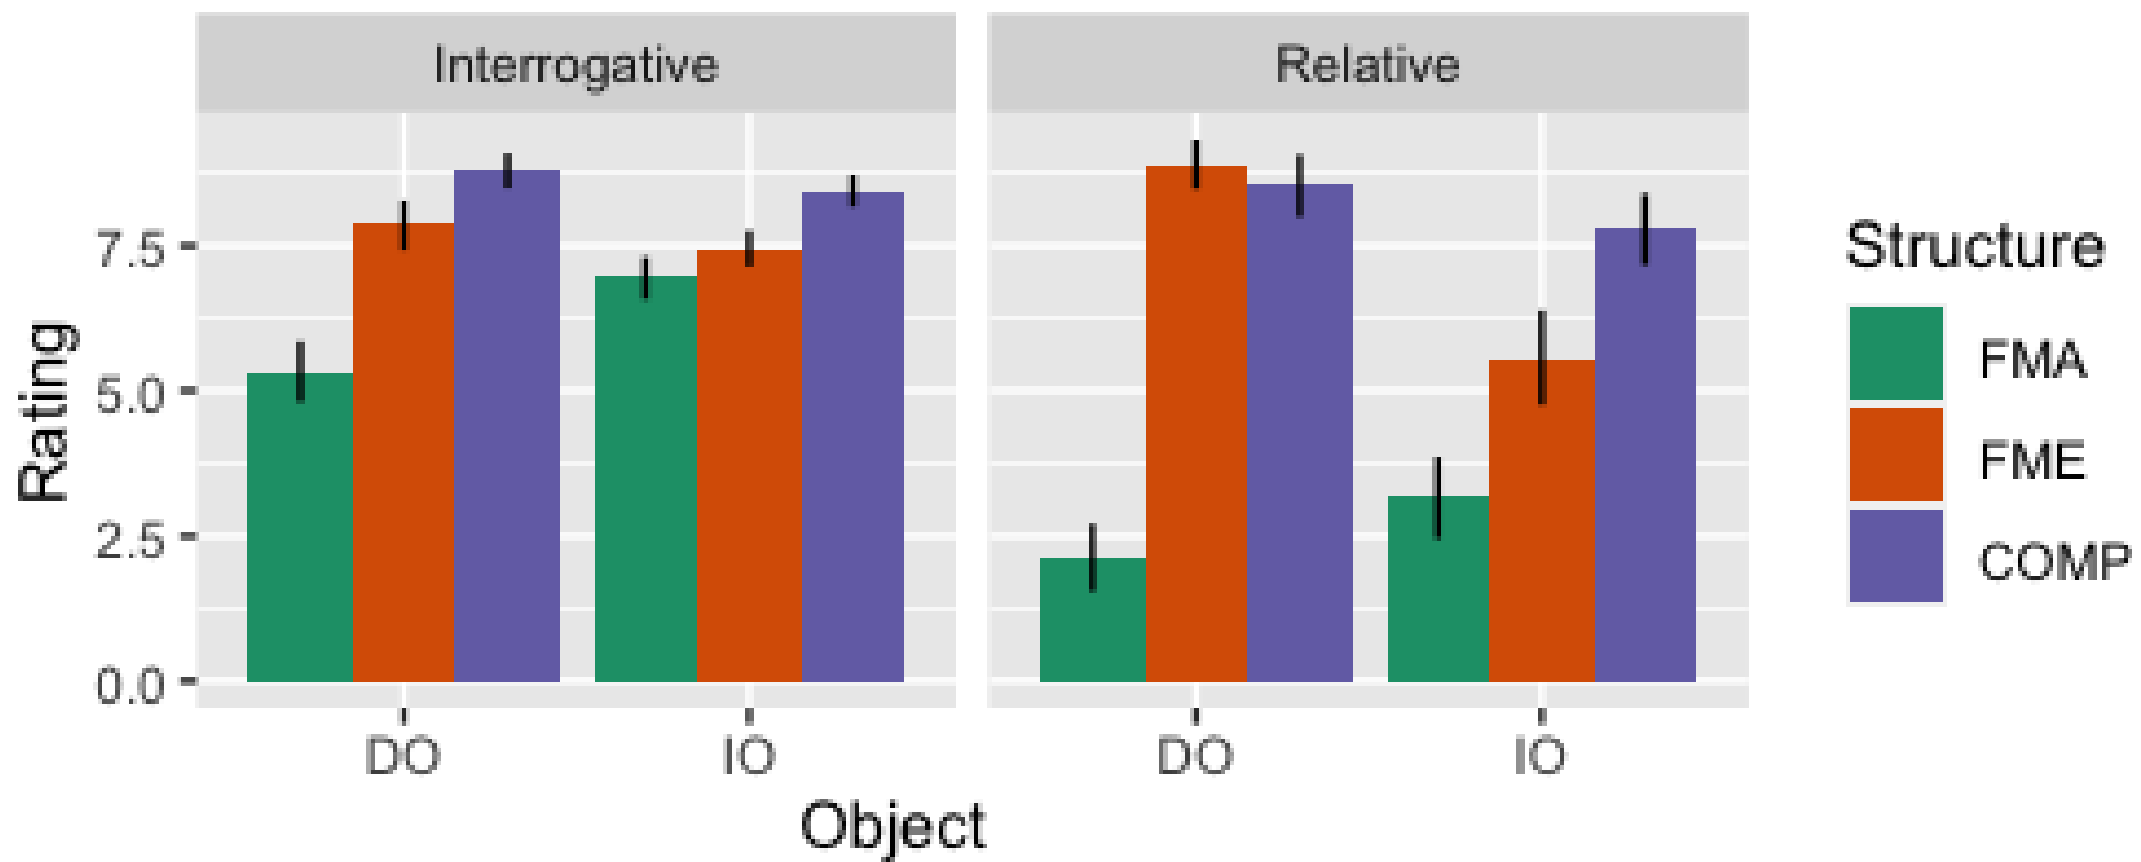 Interrogative
Relative
Rating
7.5
5.0
2.5
0.0
DO
IO
DO
IO
Object
Structure
FMA
FME
COMP